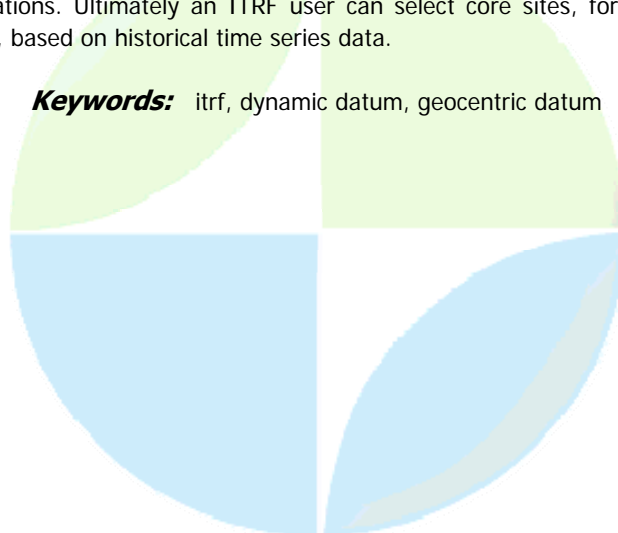 ations. Ultimately an ITRF user can select core sites, for
, based on historical time series data.
Keywords: itrf, dynamic datum, geocentric datum